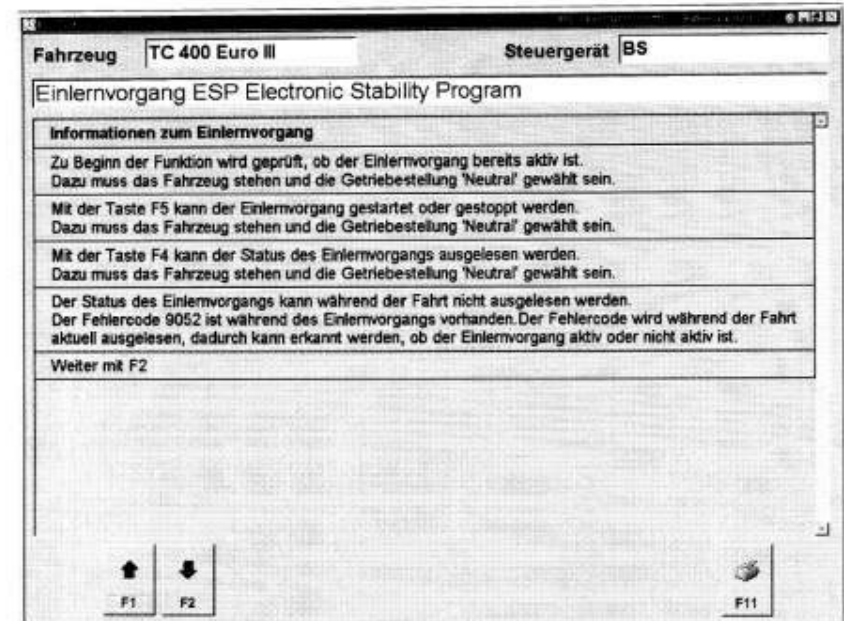 Fahrzeug TC 400 Euro III Steuergerät BS
Einlernvorgang ESP Electronic Stability Program
Informationen zum Einlernvorgang
Zu Beginn der Funktion wird geprüft, ob der Einlernvorgang bereits aktiv ist.
Dazu muss das Fahrzeug stehen und die Getriebestellung 'Neutral' gewählt sein.
Mit der Taste F5 kann der Einlernvorgang gestartet oder gestoppt werden.
Dazu muss das Fahrzeug stehen und die Getriebestellung 'Neutral' gewählt sein.
Mit der Taste F4 kann der Status des Einlernvorgangs ausgelesen werden.
Dazu muss das Fahrzeug stehen und die Getriebestellung 'Neutral' gewählt sein.
Der Status des Einlernvorgangs kann während der Fahrt nicht ausgelesen werden.
Der Fehlercode 9052 ist während des Einlernvorgangs vorhanden.Der Fehlercode wird während der Fahrt
aktuell ausgelesen, dadurch kann erkannt werden, ob der Einlernvorgang aktiv oder nicht aktiv ist.
Weiter mit F2
F1 F2 F11